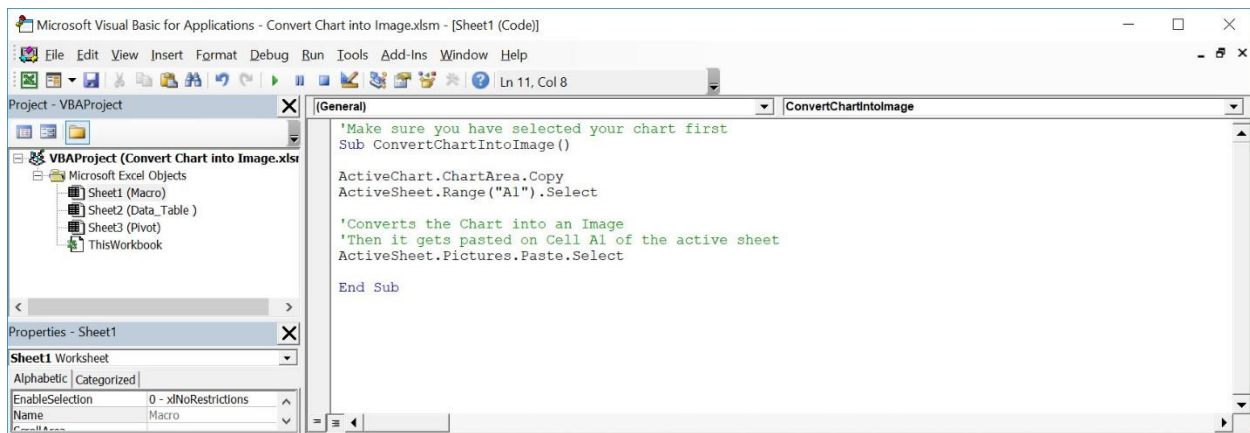 Microsoft Visual Basic for Applications - Convert Chart into Image.xlsm - [Sheet1 (Code)]
File Edit View Insert Format Debug Run Tools Add-Ins Window Help
Ln 11, Col 8
Project - VBAProject
VBAProject (Convert Chart into Image.xlsr
Microsoft Excel Objects
Sheet1 (Macro)
Sheet2 (Data_Table )
Sheet3 (Pivot)
ThisWorkbook
Properties - Sheet1
Sheet1 Worksheet
Alphabetic Categorized
EnableSelection 0 - xlNoRestrictions
Name Macro
(General) ConvertChartIntoImage
'Make sure you have selected your chart first
Sub ConvertChartIntoImage()
ActiveChart.ChartArea.Copy
ActiveSheet.Range("A1").Select
'Converts the Chart into an Image
'Then it gets pasted on Cell A1 of the active sheet
ActiveSheet.Pictures.Paste.Select
End Sub